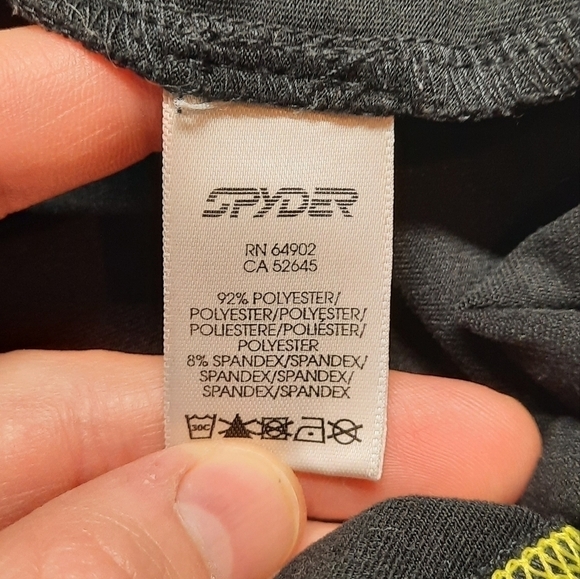 SPYDER
RN 64902
CA 52645
92% POLYESTER/
POLYESTER/POLYESTER/
POLIESTERE/POLIÉSTER/
POLYESTER
8% SPANDEX/SPANDEX/
SPANDEX/SPANDEX/
SPANDEX/SPANDEX
30C